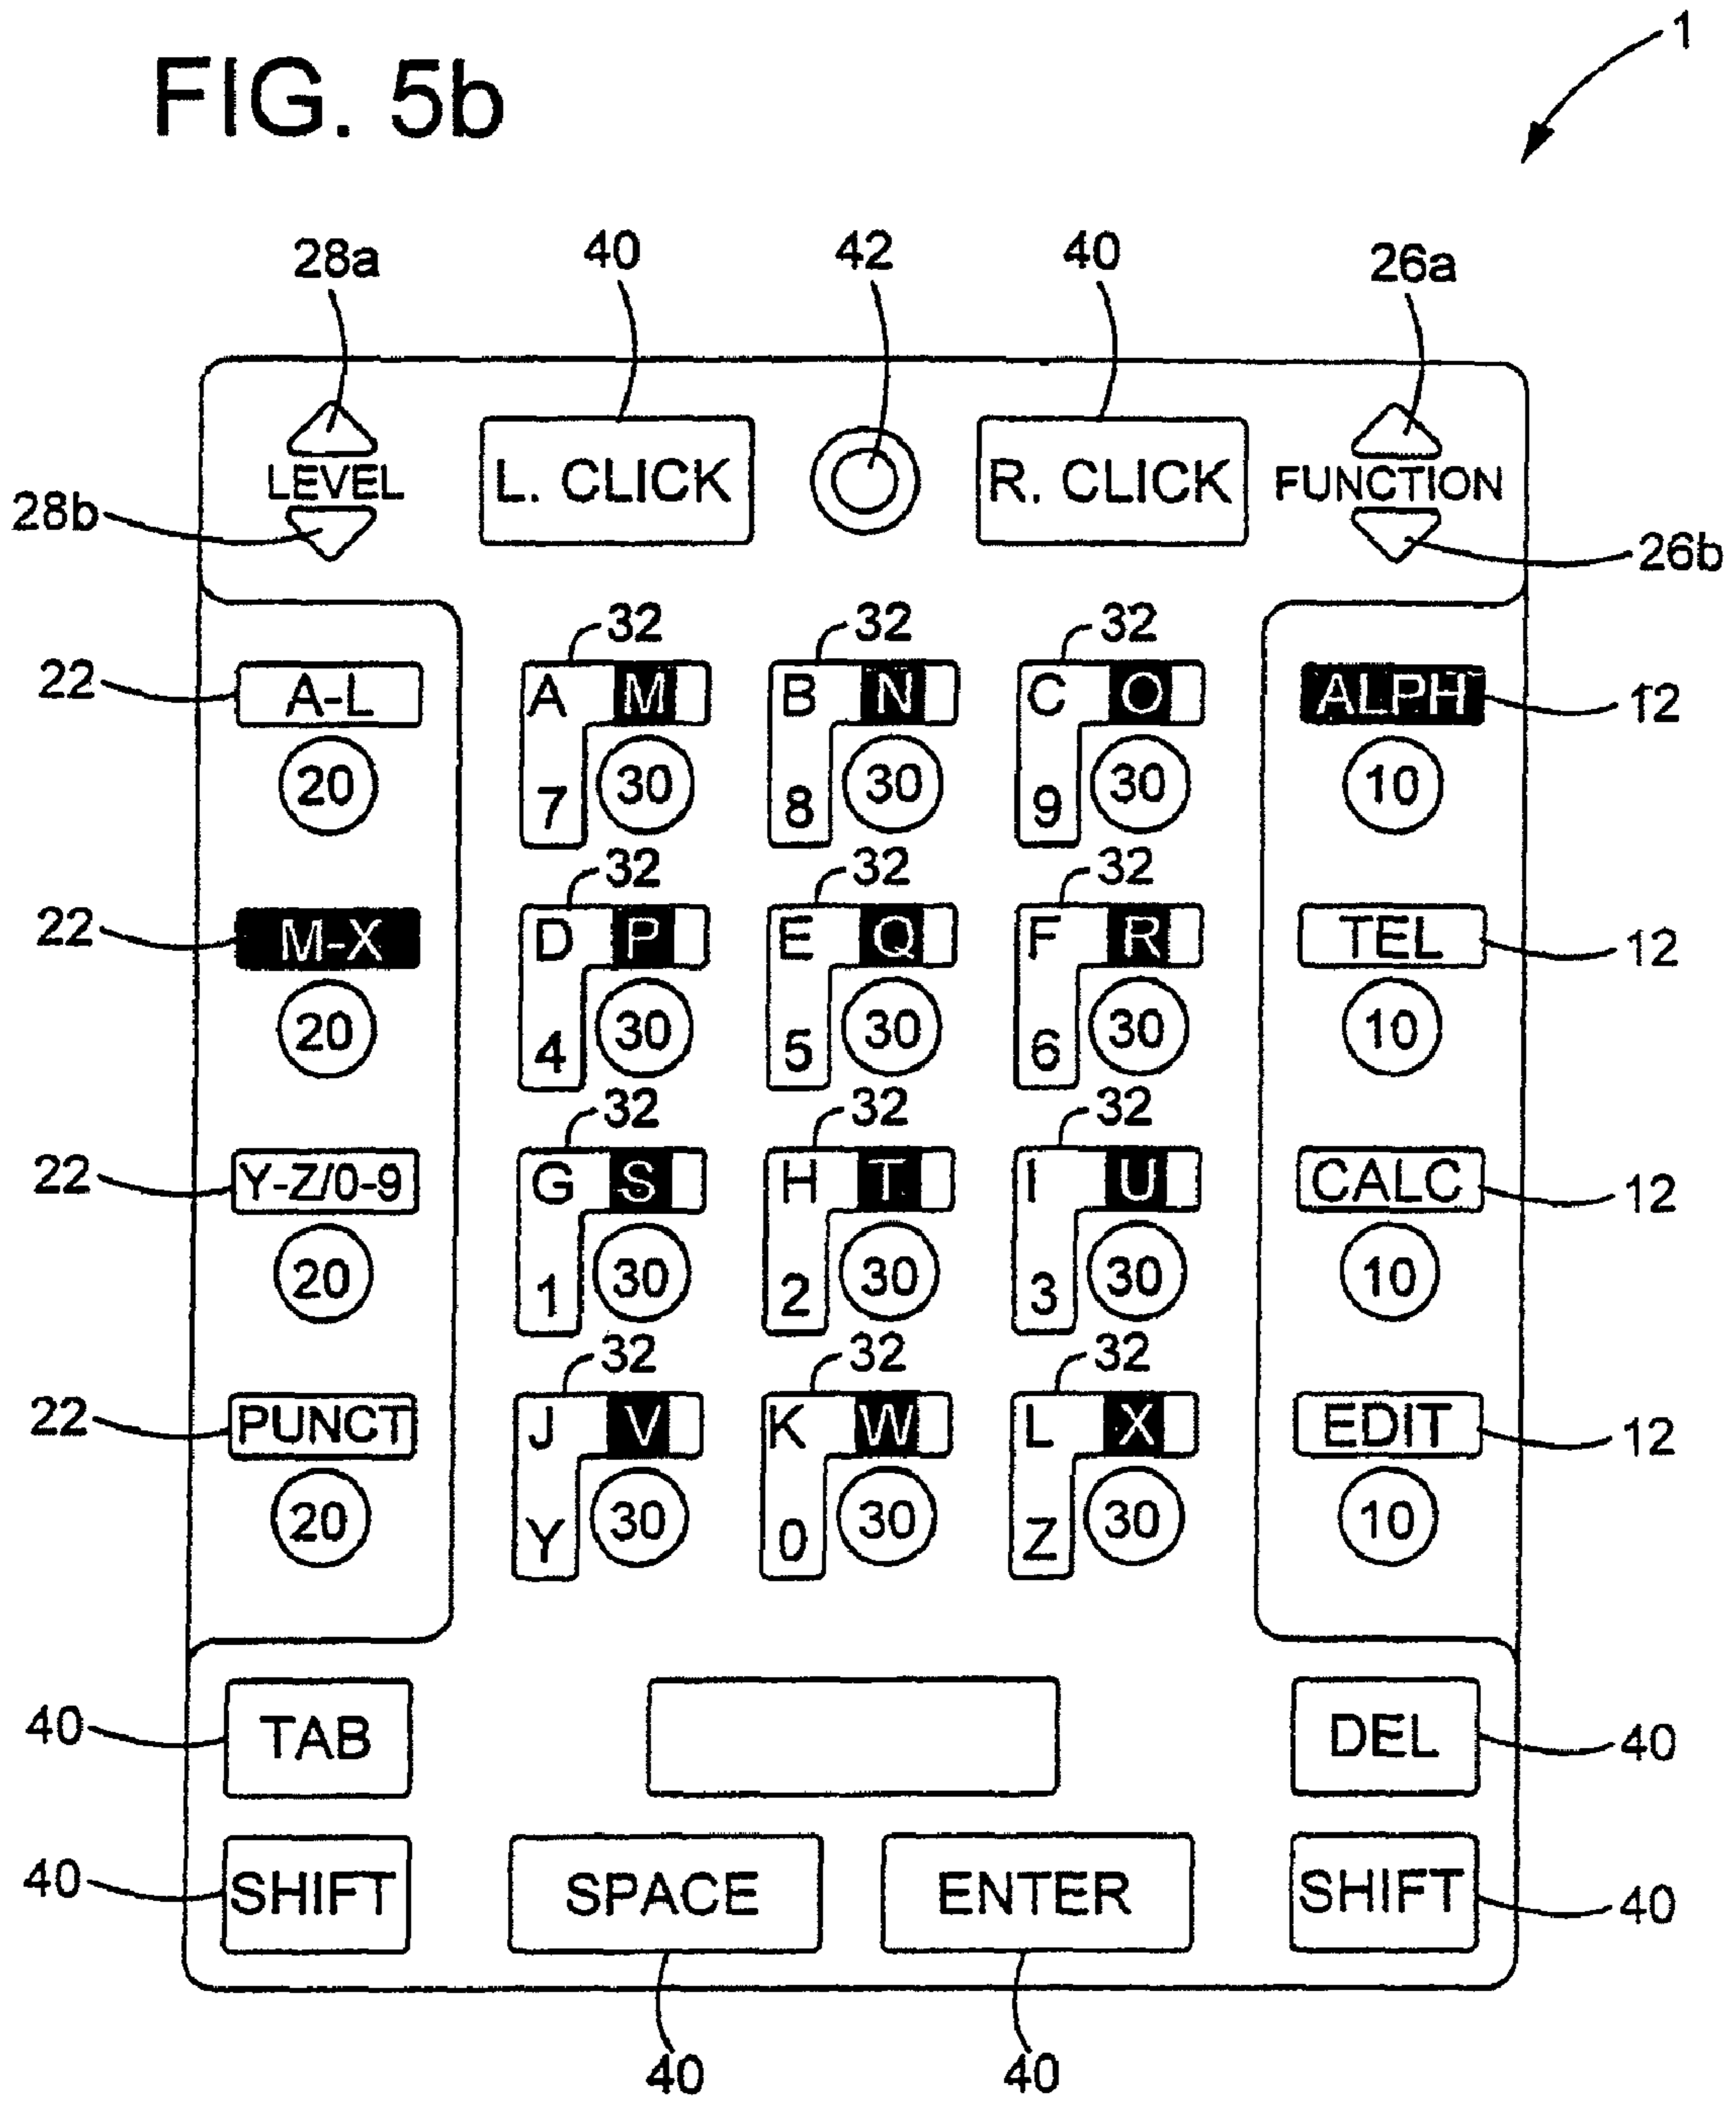 FIG. 5b
1
28a 40 42 40 26a
L. CLICK R. CLICK
LEVEL FUNCTION
28b 26b
32 32 32
22 A-L A M B N C O ALPH 12
20 7 30 8 30 9 30 10
32 32 32
22 M-X D P E Q F R TEL 12
20 4 30 5 30 6 30 10
32 32 32
22 Y-Z/0-9 G S H T I U CALC 12
20 1 30 2 30 3 30 10
32 32 32
22 PUNCT J V K W L X EDIT 12
20 Y 30 0 30 Z 30 10
40 TAB DEL 40
40 SHIFT SPACE ENTER SHIFT 40
40 40